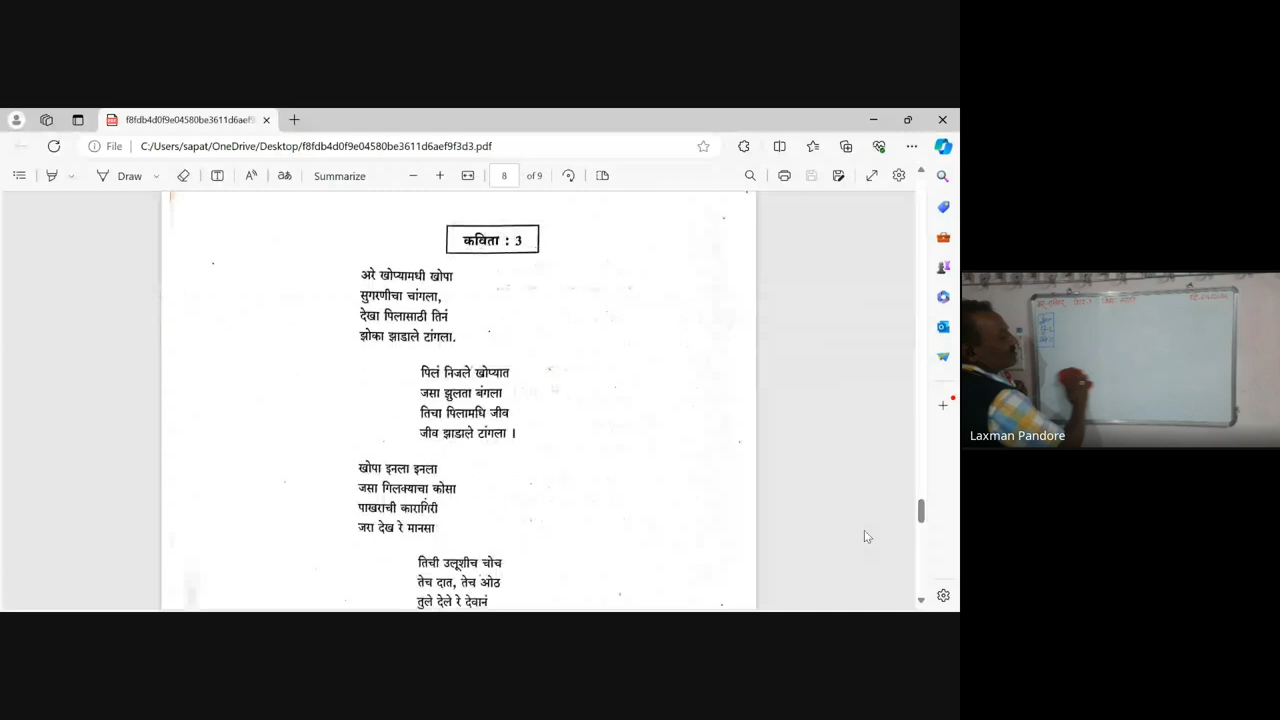 f8fdb4d0f9e04580be3611d6aef9
File
C:/Users/sapat/OneDrive/Desktop/f8fdb4d0f9e04580be3611d6aef9f3d3.pdf
Draw
Summarize
8
of 9
कविता : 3
अरे खोप्यामधी खोपा
सुगरणीचा चांगला,
देखा पिलासाठी तिनं
झोका झाडाले टांगला.
पिलं निजले खोप्यात
जसा झुलता बंगला
तिचा पिलामधि जीव
जीव झाडाले टांगला ।
खोपा इनला इनला
जसा गिलक्याचा कोसा
पाखराची कारागिरी
जरा देख रे मानसा
तिची उलूशीच चोच
तेच दात, तेच ओठ
तुले देले रे देवानं
Laxman Pandore